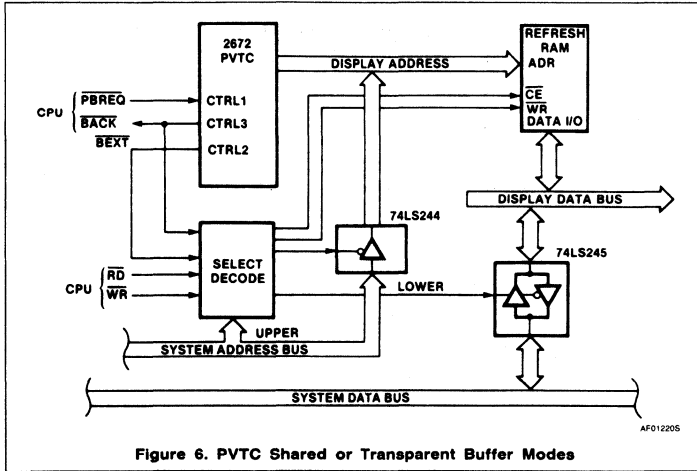 2672
PVTC
DISPLAY ADDRESS
REFRESH
RAM
ADR
CE
WR
DATA I/O
CPU
PBREQ
BACK
BEXT
CTRL1
CTRL3
CTRL2
DISPLAY DATA BUS
74LS244
74LS245
SELECT
DECODE
CPU
RD
WR
LOWER
UPPER
SYSTEM ADDRESS BUS
SYSTEM DATA BUS
AF01220S
Figure 6. PVTC Shared or Transparent Buffer Modes